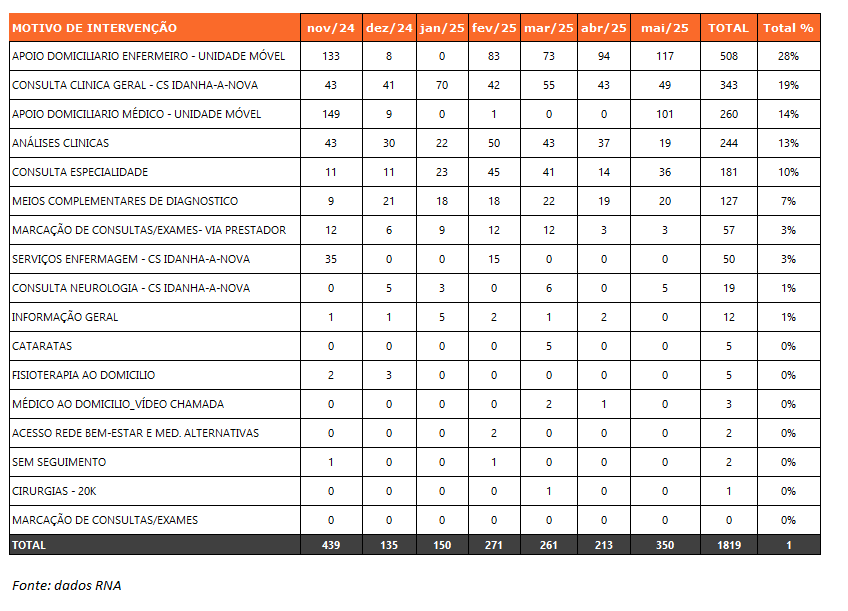 MOTIVO DE INTERVENÇÃO nov/24 dez/24 jan/25 fev/25 mar/25 abr/25 mai/25 TOTAL Total %
APOIO DOMICILIARIO ENFERMEIRO - UNIDADE MÓVEL 133 8 0 83 73 94 117 508 28%
CONSULTA CLINICA GERAL - CS IDANHA-A-NOVA 43 41 70 42 55 43 49 343 19%
APOIO DOMICILIARIO MÉDICO - UNIDADE MÓVEL 149 9 0 1 0 0 101 260 14%
ANÁLISES CLINICAS 43 30 22 50 43 37 19 244 13%
CONSULTA ESPECIALIDADE 11 11 23 45 41 14 36 181 10%
MEIOS COMPLEMENTARES DE DIAGNOSTICO 9 21 18 18 22 19 20 127 7%
MARCAÇÃO DE CONSULTAS/EXAMES- VIA PRESTADOR 12 6 9 12 12 3 3 57 3%
SERVIÇOS ENFERMAGEM - CS IDANHA-A-NOVA 35 0 0 15 0 0 0 50 3%
CONSULTA NEUROLOGIA - CS IDANHA-A-NOVA 0 5 3 0 6 0 5 19 1%
INFORMAÇÃO GERAL 1 1 5 2 1 2 0 12 1%
CATARATAS 0 0 0 0 5 0 0 5 0%
FISIOTERAPIA AO DOMICILIO 2 3 0 0 0 0 0 5 0%
MÉDICO AO DOMICILIO_VÍDEO CHAMADA 0 0 0 0 2 1 0 3 0%
ACESSO REDE BEM-ESTAR E MED. ALTERNATIVAS 0 0 0 2 0 0 0 2 0%
SEM SEGUIMENTO 1 0 0 1 0 0 0 2 0%
CIRURGIAS - 20K 0 0 0 0 1 0 0 1 0%
MARCAÇÃO DE CONSULTAS/EXAMES 0 0 0 0 0 0 0 0 0%
TOTAL 439 135 150 271 261 213 350 1819 1
Fonte: dados RNA